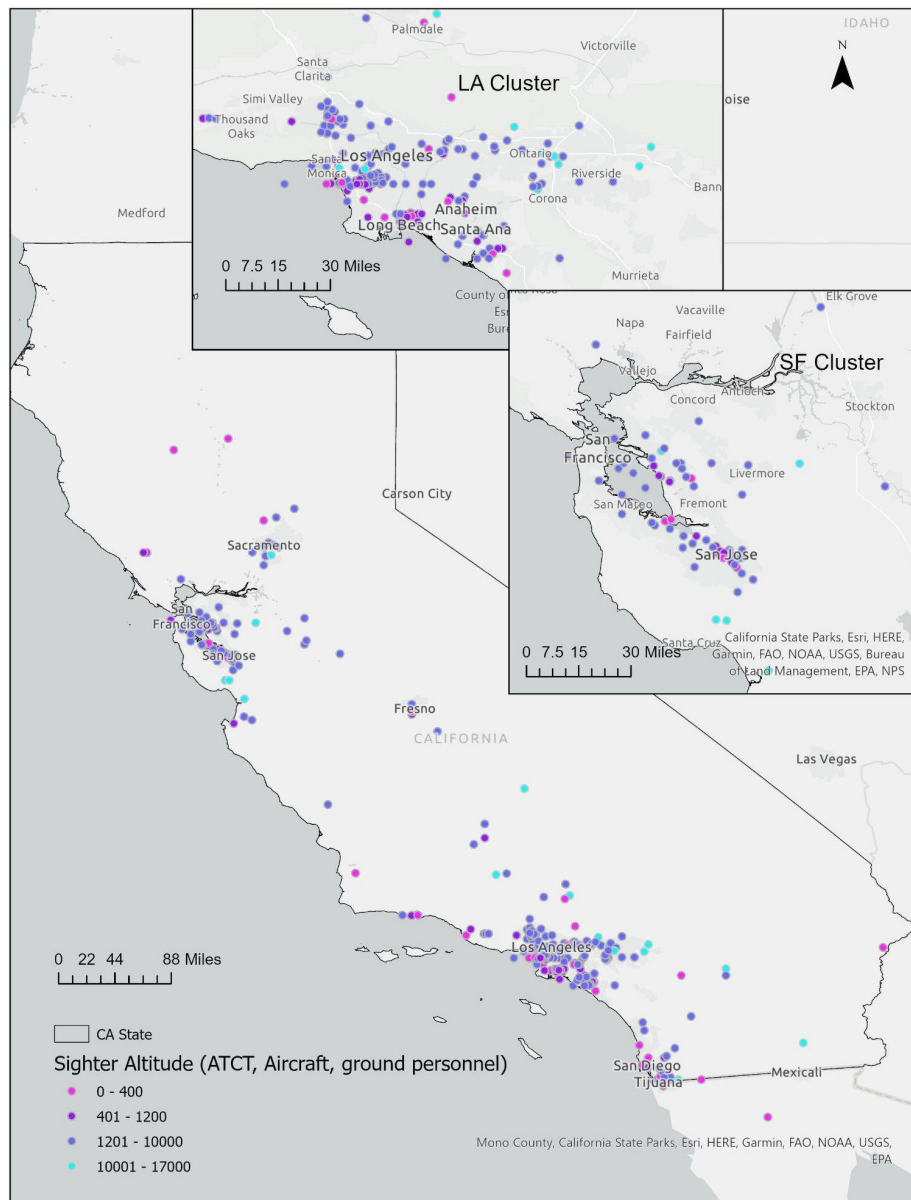 IDAHO
N
oise
Medford
Carson City
Sacramento
San
Francisco
San Jose
Fresno
CALIFORNIA
Las Vegas
Los Angeles
San Diego
Tijuana
Mexicali
LA Cluster
Palmdale
Victorville
Santa
Clarita
Simi Valley
Thousand
Oaks
Los Angeles
Santa
Monica
Ontario
Riverside
Bann
Corona
Anaheim
Long Beach
Santa Ana
Murrieta
0 7.5 15 30 Miles
County o
Esr
Bur
SF Cluster
Elk Grove
Vacaville
Napa
Fairfield
Vallejo
Antioch
Concord
Stockton
San
Francisco
Livermore
San Mateo
Fremont
San Jose
Santa Cruz
0 7.5 15 30 Miles
California State Parks, Esri, HERE,
Garmin, FAO, NOAA, USGS, Bureau
of Land Management, EPA, NPS
0 22 44 88 Miles
CA State
Sighter Altitude (ATCT, Aircraft, ground personnel)
0 - 400
401 - 1200
1201 - 10000
10001 - 17000
Mono County, California State Parks, Esri, HERE, Garmin, FAO, NOAA, USGS,
EPA